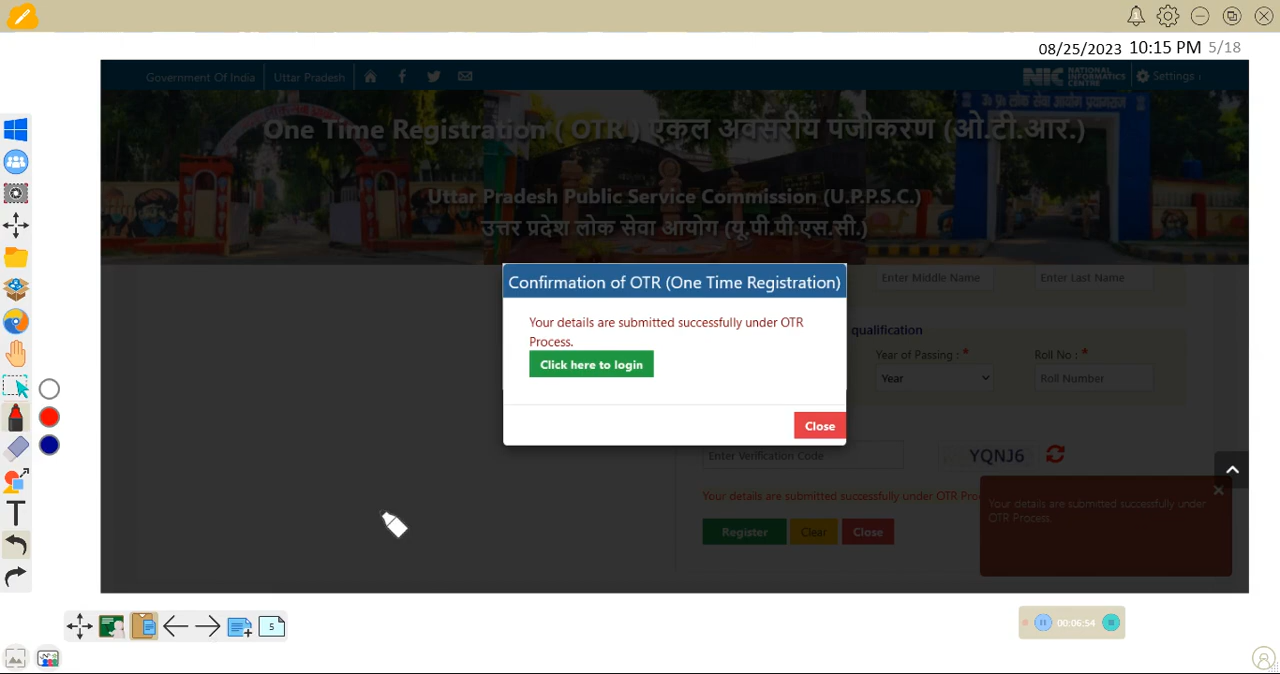 08/25/2023 10:15 PM 5/18
Government Of India Uttar Pradesh NIC NATIONAL INFORMATICS CENTRE Settings
One Time Registration ( OTR ) एकल अवसरीय पंजीकरण (ओ.टी.आर.)
Uttar Pradesh Public Service Commission (U.P.P.S.C.)
उत्तर प्रदेश लोक सेवा आयोग (यू.पी.पी.एस.सी.)
Enter Middle Name Enter Last Name
Confirmation of OTR (One Time Registration)
Your details are submitted successfully under OTR
Process.
Click here to login
Close
qualification
Year of Passing : * Roll No : *
Year Roll Number
Enter Verification Code YQNJ6
Your details are submitted successfully under OTR
Your details are submitted successfully under
OTR Process.
Register Clear Close
5
00:06:54